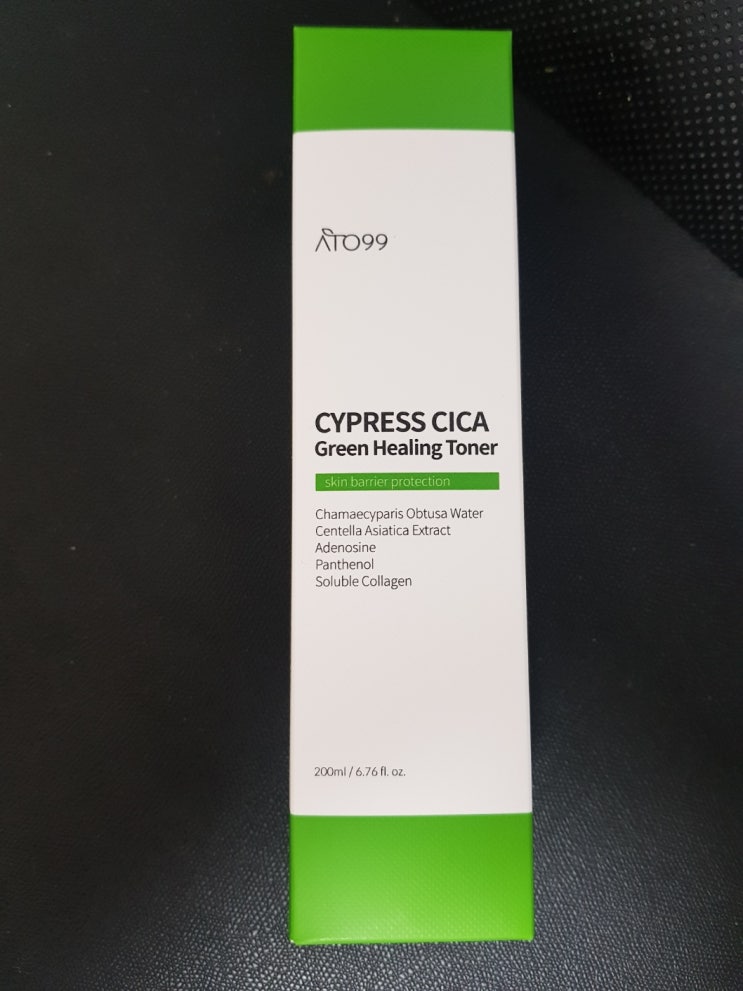 ATO99
CYPRESS CICA
Green Healing Toner
skin barrier protection
Chamaecyparis Obtusa Water
Centella Asiatica Extract
Adenosine
Panthenol
Soluble Collagen
200ml / 6.76 fl. oz.